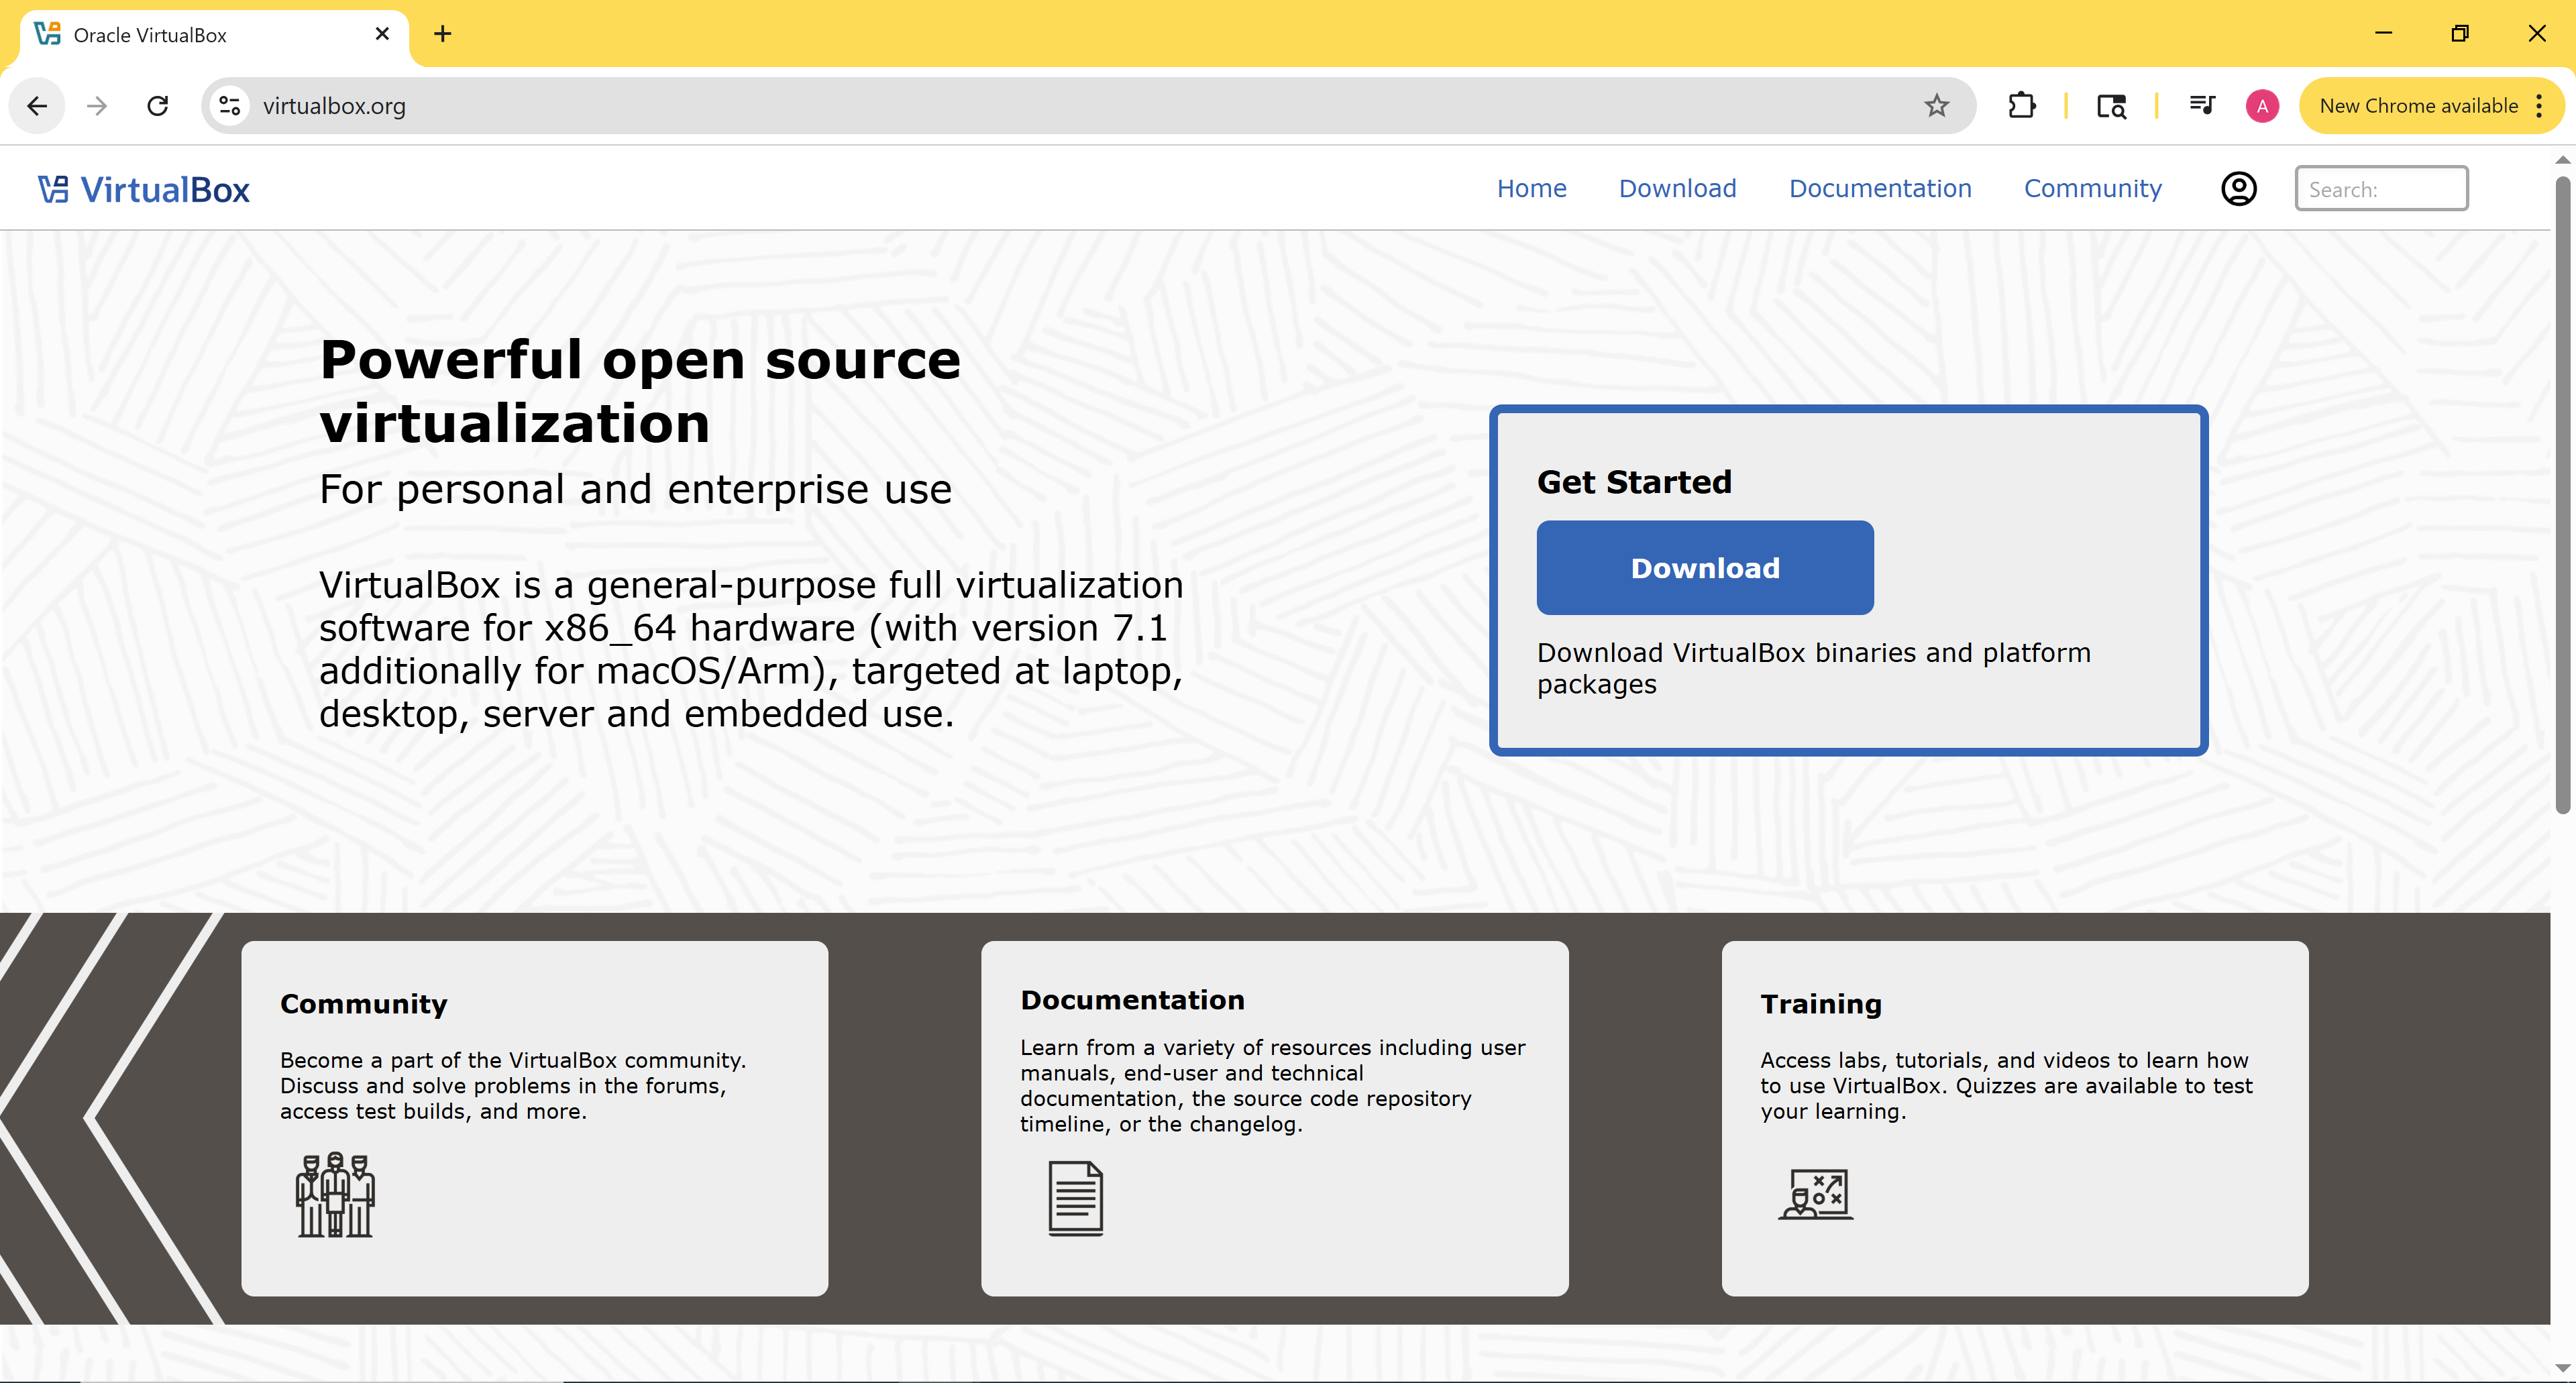 Oracle VirtualBox
virtualbox.org
A
New Chrome available
VirtualBox
Home
Download
Documentation
Community
Search:
Powerful open source
virtualization
For personal and enterprise use
VirtualBox is a general-purpose full virtualization
software for x86_64 hardware (with version 7.1
additionally for macOS/Arm), targeted at laptop,
desktop, server and embedded use.
Get Started
Download
Download VirtualBox binaries and platform
packages
Community
Become a part of the VirtualBox community.
Discuss and solve problems in the forums,
access test builds, and more.
Documentation
Learn from a variety of resources including user
manuals, end-user and technical
documentation, the source code repository
timeline, or the changelog.
Training
Access labs, tutorials, and videos to learn how
to use VirtualBox. Quizzes are available to test
your learning.